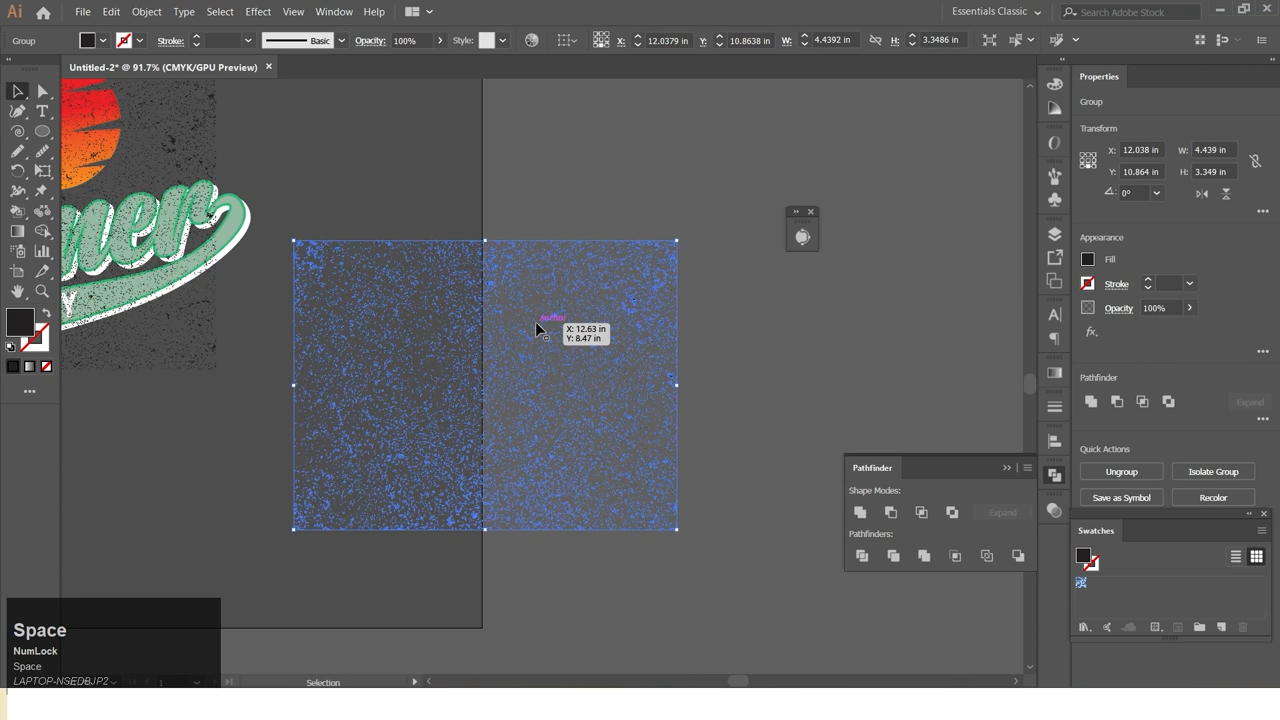 Ai File Edit Object Type Select Effect View Window Help Essentials Classic Search Adobe Stock
Group Stroke: Basic Opacity: 100% Style: X: 12.0379 in Y: 10.8638 in W: 4.4392 in H: 3.3486 in
Untitled-2* @ 91.7% (CMYK/GPU Preview)
Properties
Group
Transform
X: 12.038 in W: 4.439 in
Y: 10.864 in H: 3.349 in
0°
Appearance
Fill
Stroke
Opacity 100%
fx.
Pathfinder
Expand
Quick Actions
Ungroup Isolate Group
Save as Symbol Recolor
Swatches
mer
Y
X: 12.63 in
Y: 8.47 in
Pathfinder
Shape Modes:
Expand
Pathfinders:
Space
NumLock
Space
LAPTOP-NSEDBJP2
1 Selection